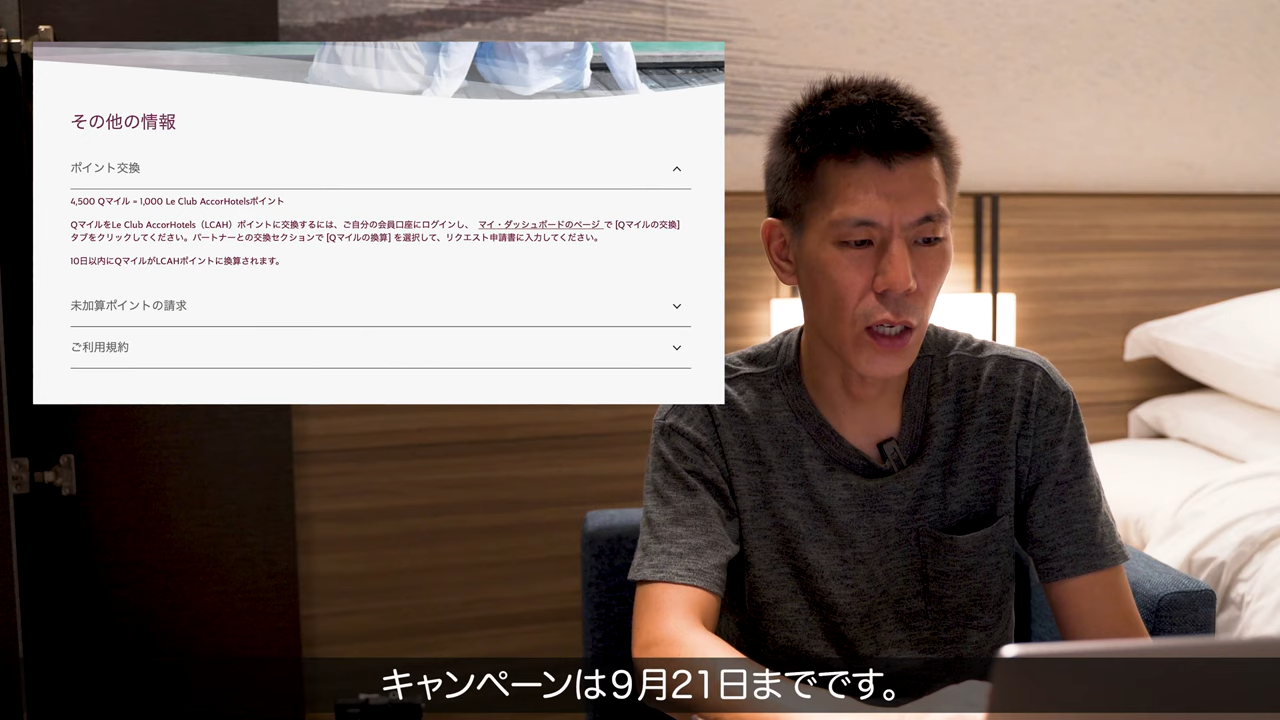 その他の情報
ポイント交換
4,500 Qマイル = 1,000 Le Club AccorHotelsポイント
QマイルをLe Club AccorHotels（LCAH）ポイントに交換するには、ご自分の会員口座にログインし、 マイ・ダッシュボードのページ で [Qマイルの交換]
タブをクリックしてください。パートナーとの交換セクションで [Qマイルの換算] を選択して、リクエスト申請書に入力してください。
10日以内にQマイルがLCAHポイントに換算されます。
未加算ポイントの請求
ご利用規約
キャンペーンは9月21日までです。